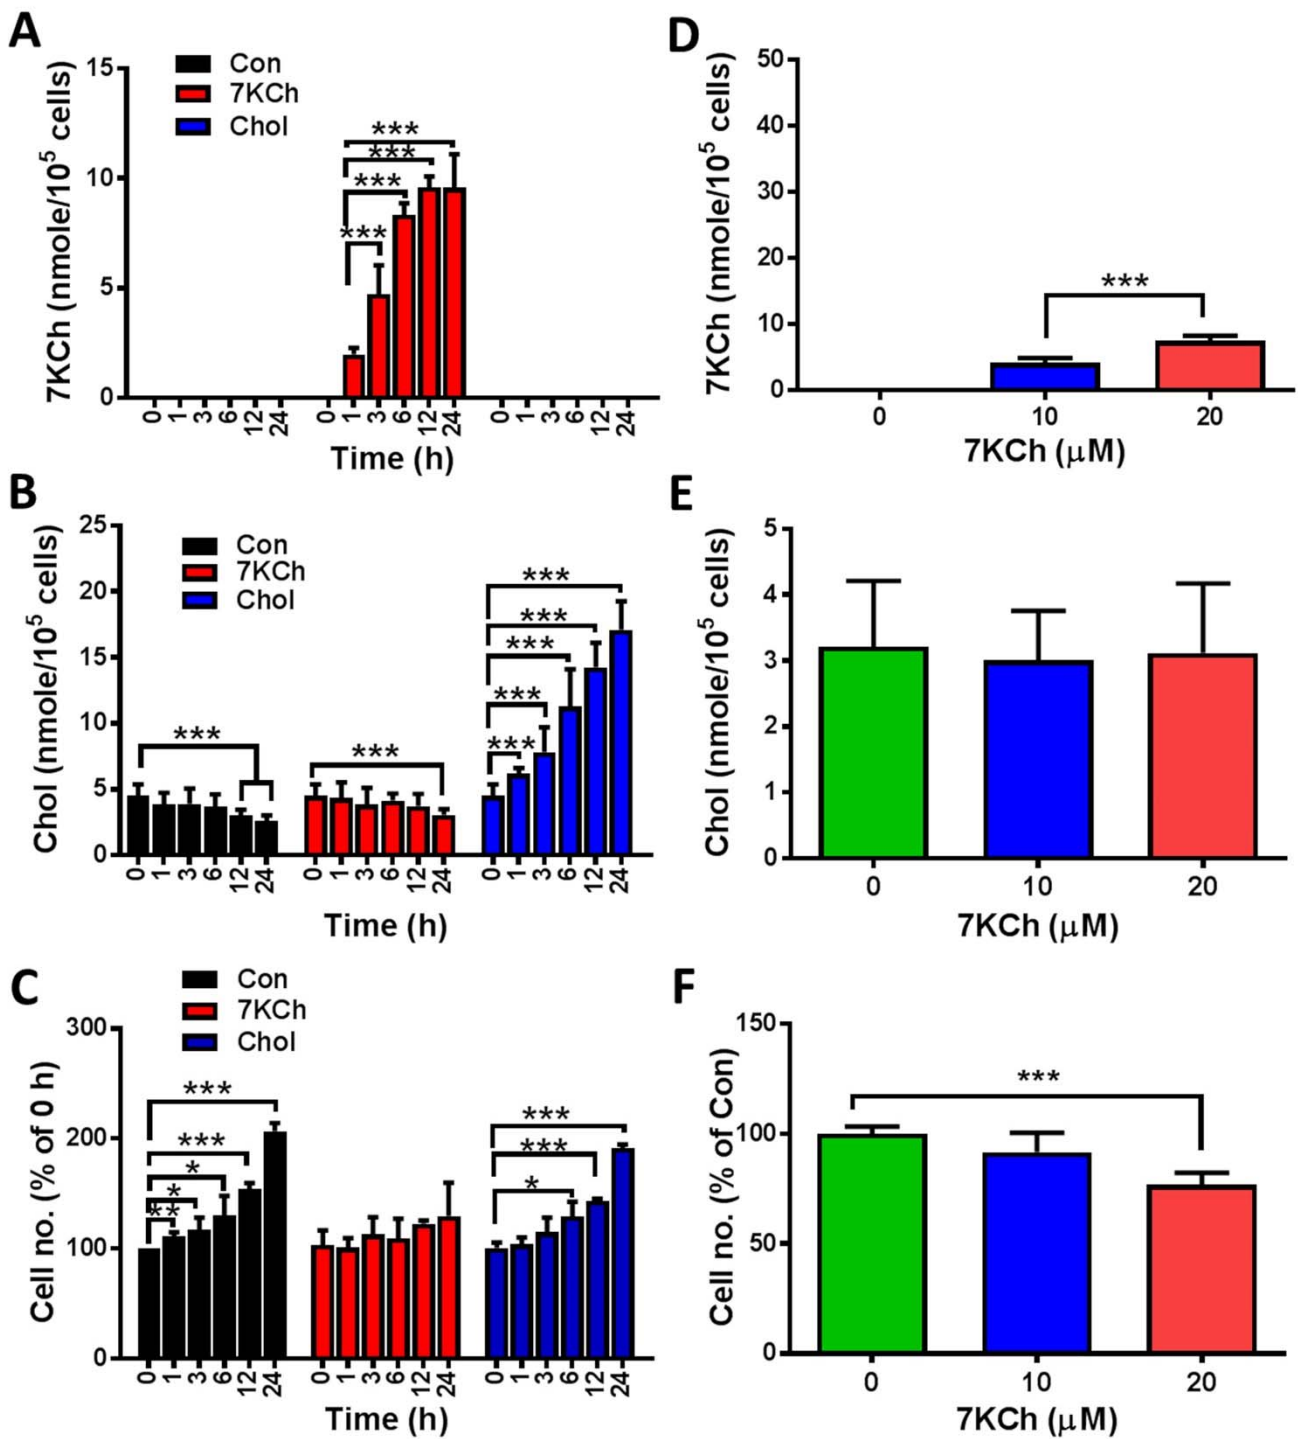 A
Con
7KCh
Chol
7KCh (nmole/10⁵ cells)
15
10
5
0
***
***
***
***
0 1 3 6 12 24 0 1 3 6 12 24 0 1 3 6 12 24
Time (h)
D
7KCh (nmole/10⁵ cells)
50
40
30
20
10
0
***
0 10 20
7KCh (μM)
B
Con
7KCh
Chol
Chol (nmole/10⁵ cells)
25
20
15
10
5
0
***
***
***
***
***
***
***
0 1 3 6 12 24 0 1 3 6 12 24 0 1 3 6 12 24
Time (h)
E
Chol (nmole/10⁵ cells)
5
4
3
2
1
0
0 10 20
7KCh (μM)
C
Con
7KCh
Chol
Cell no. (% of 0 h)
300
200
100
0
***
***
*
*
**
***
***
*
0 1 3 6 12 24 0 1 3 6 12 24 0 1 3 6 12 24
Time (h)
F
Cell no. (% of Con)
150
100
50
0
***
0 10 20
7KCh (μM)